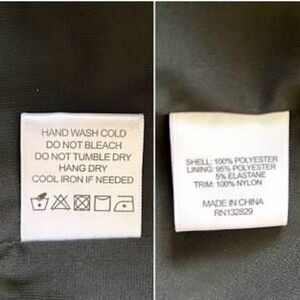 HAND WASH COLD
DO NOT BLEACH
DO NOT TUMBLE DRY
HANG DRY
COOL IRON IF NEEDED
SHELL: 100% POLYESTER
LINING: 95% POLYESTER
5% ELASTANE
TRIM: 100% NYLON
MADE IN CHINA
RN132829